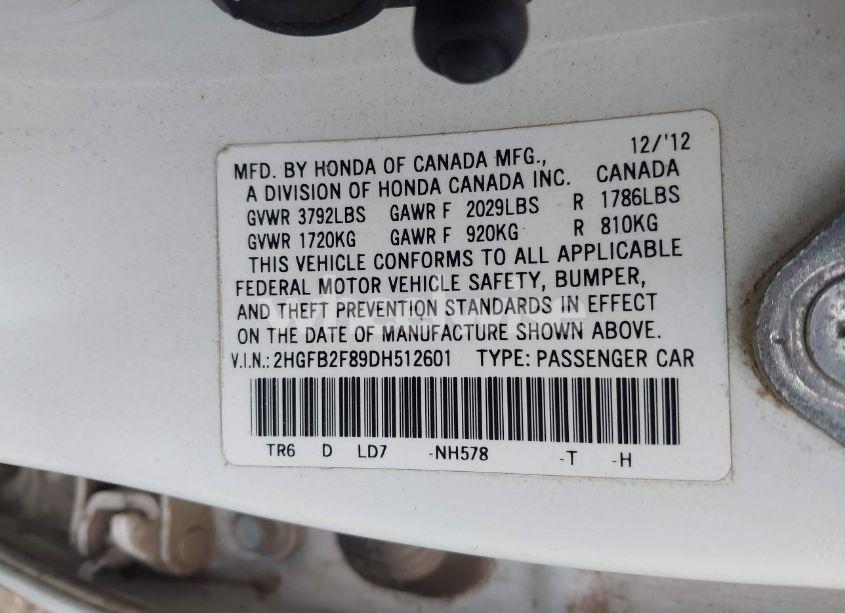 12/'12
MFD. BY HONDA OF CANADA MFG.,
A DIVISION OF HONDA CANADA INC. CANADA
GVWR 3792LBS GAWR F 2029LBS R 1786LBS
GVWR 1720KG GAWR F 920KG R 810KG
THIS VEHICLE CONFORMS TO ALL APPLICABLE
FEDERAL MOTOR VEHICLE SAFETY, BUMPER,
AND THEFT PREVENTION STANDARDS IN EFFECT
ON THE DATE OF MANUFACTURE SHOWN ABOVE.
V.I.N.: 2HGFB2F89DH512601 TYPE: PASSENGER CAR
TR6 D LD7 -NH578 -T -H